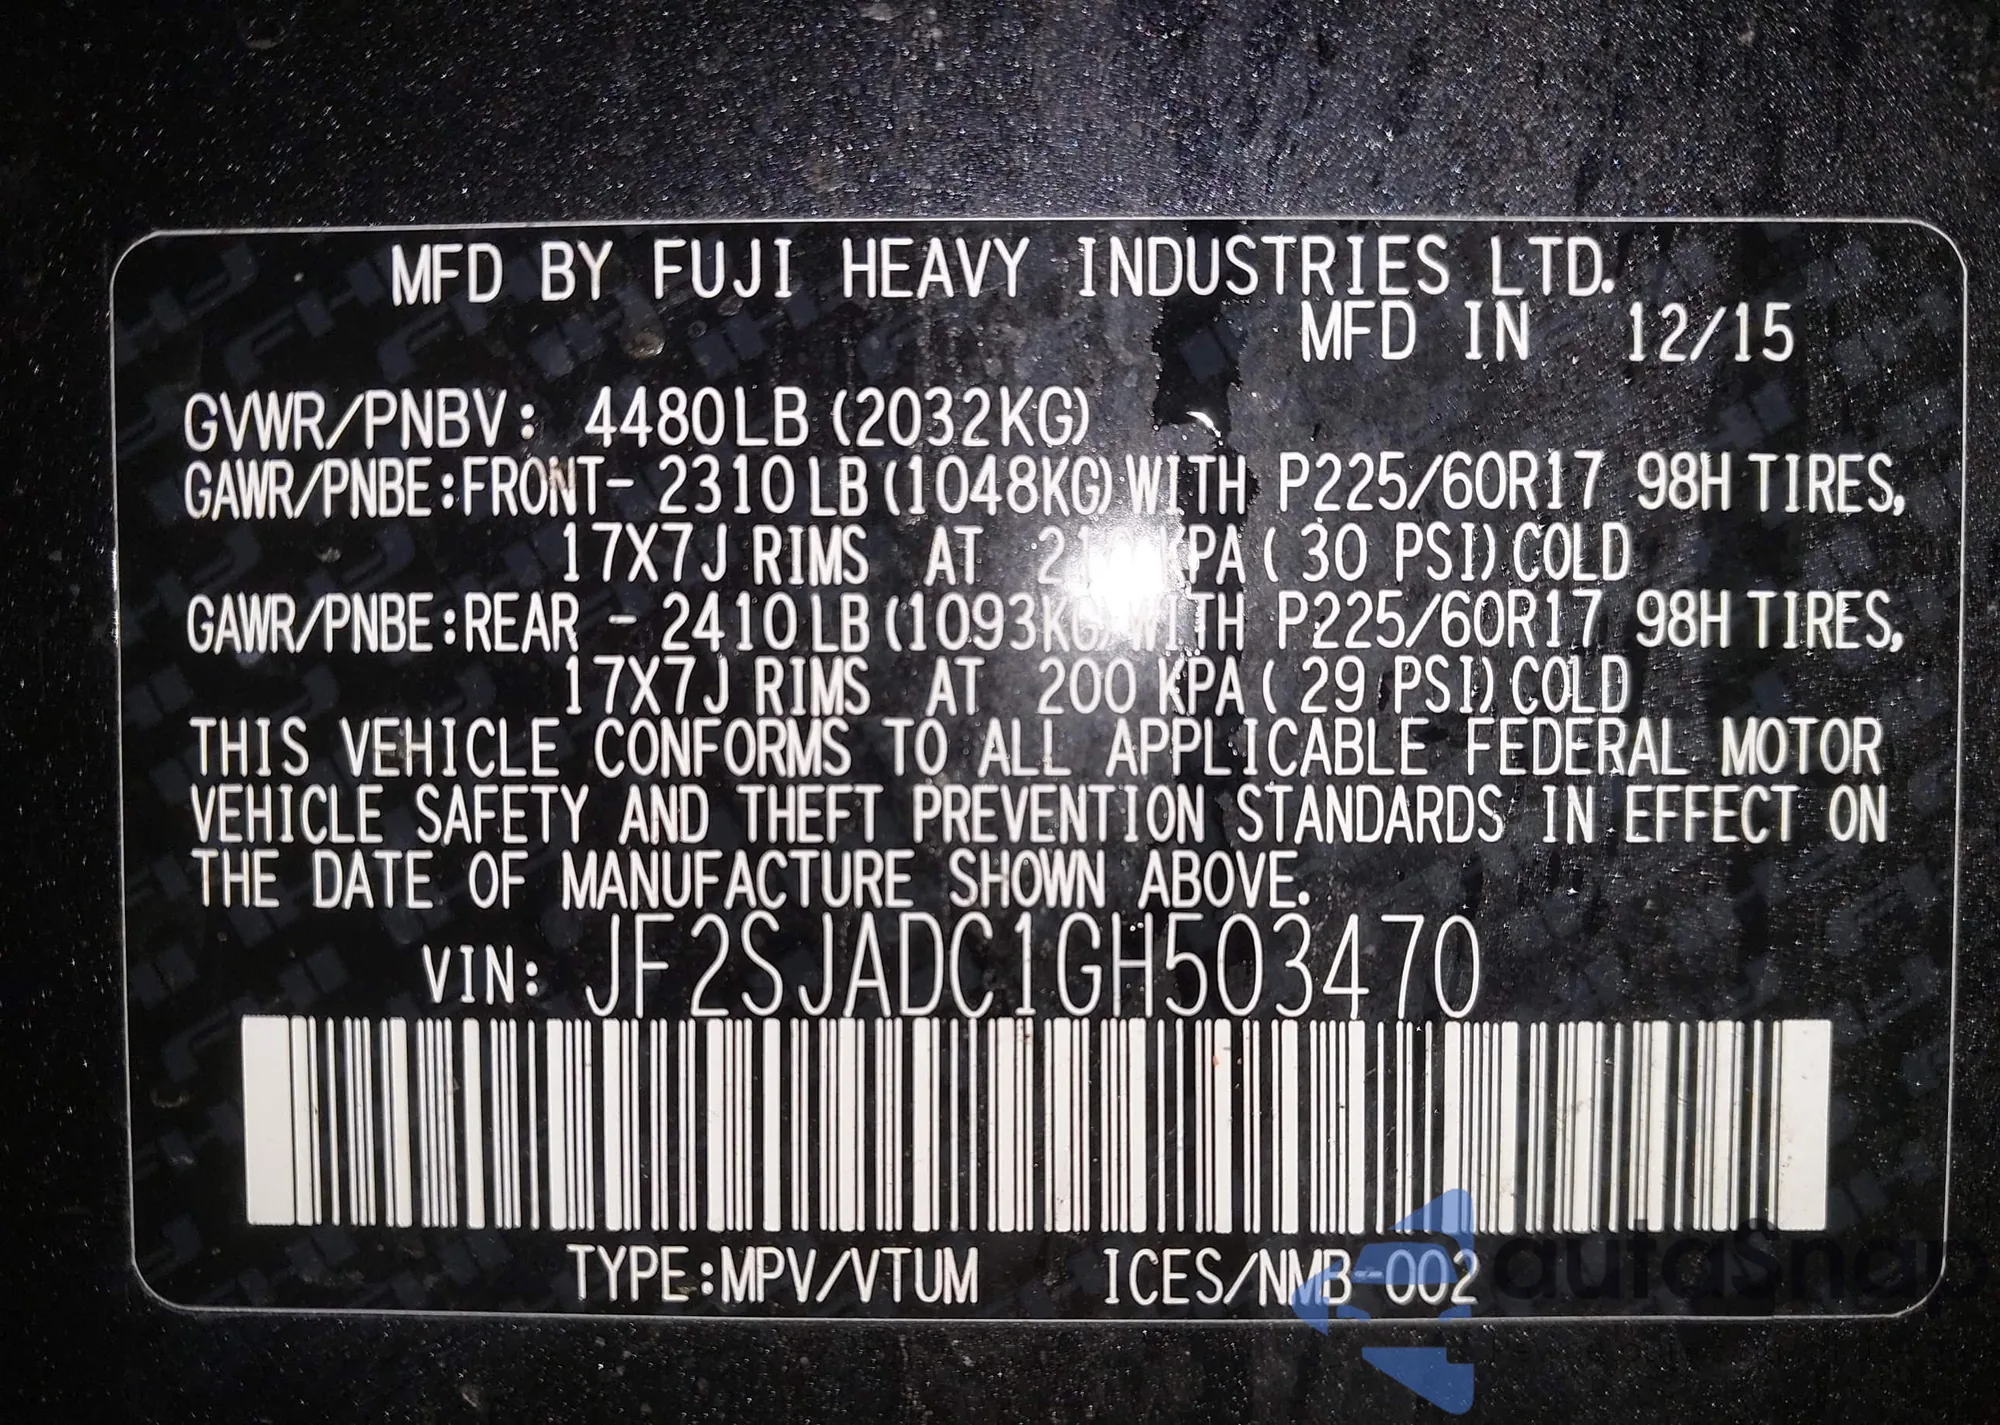 MFD BY FUJI HEAVY INDUSTRIES LTD.
MFD IN 12/15
GVWR/PNBV: 4480LB (2032KG)
GAWR/PNBE:FRONT- 2310LB(1048KG)WITH P225/60R17 98H TIRES,
17X7J RIMS AT KPA( 30 PSI)COLD
GAWR/PNBE:REAR - 2410LB(1093KG)WITH P225/60R17 98H TIRES,
17X7J RIMS AT 200 KPA( 29 PSI)COLD
THIS VEHICLE CONFORMS TO ALL APPLICABLE FEDERAL MOTOR
VEHICLE SAFETY AND THEFT PREVENTION STANDARDS IN EFFECT ON
THE DATE OF MANUFACTURE SHOWN ABOVE.
VIN: JF2SJADC1GH503470
TYPE:MPV/VTUM ICES/NMB-002
autosnap